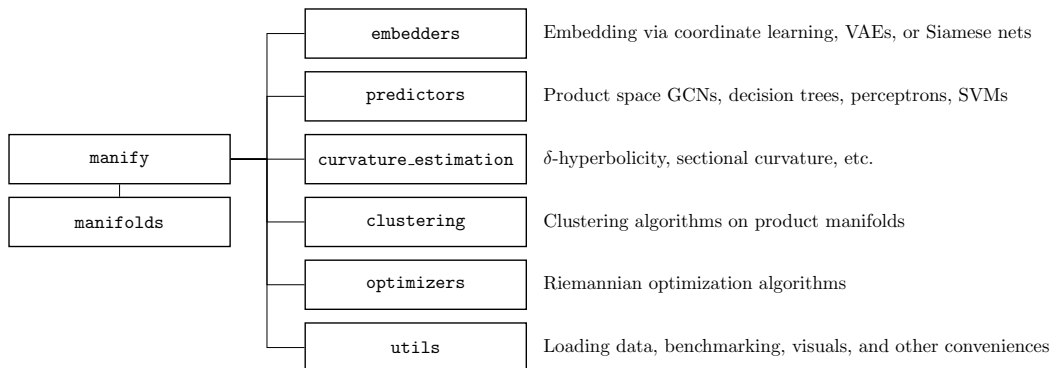 embedders Embedding via coordinate learning, VAEs, or Siamese nets
predictors Product space GCNs, decision trees, perceptrons, SVMs
manify curvature_estimation δ-hyperbolicity, sectional curvature, etc.
manifolds clustering Clustering algorithms on product manifolds
optimizers Riemannian optimization algorithms
utils Loading data, benchmarking, visuals, and other conveniences